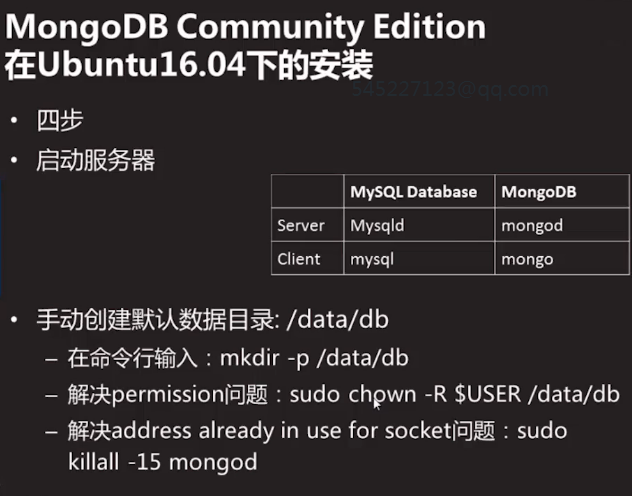 MongoDB Community Edition
在Ubuntu16.04下的安装
545227123@qq.com
• 四步
• 启动服务器
MySQL Database MongoDB
Server Mysqld mongod
Client mysql mongo
• 手动创建默认数据目录: /data/db
– 在命令行输入：mkdir -p /data/db
– 解决permission问题：sudo chown -R $USER /data/db
– 解决address already in use for socket问题：sudo
killall -15 mongod